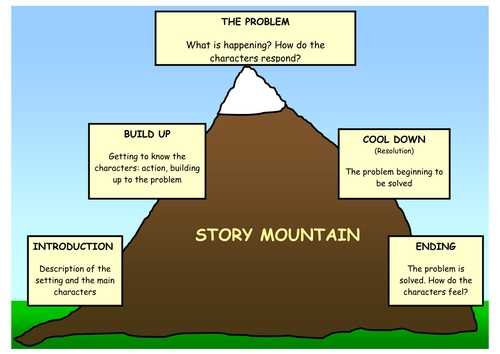 THE PROBLEM
What is happening? How do the
characters respond?
BUILD UP
Getting to know the
characters: action, building
up to the problem
COOL DOWN
(Resolution)
The problem beginning to
be solved
STORY MOUNTAIN
INTRODUCTION
Description of the
setting and the main
characters
ENDING
The problem is
solved. How do the
characters feel?